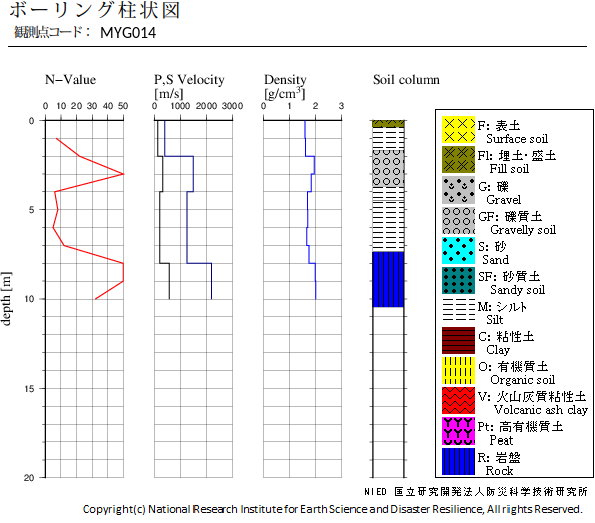 ボーリング柱状図
観測点コード： MYG014
N-Value
P,S Velocity
[m/s]
Density
[g/cm³]
Soil column
0 10 20 30 40 50
0 1000 2000 3000
0 1 2 3
0
5
10
15
20
depth [m]
F: 表土
Surface soil
Fl: 埋土・盛土
Fill soil
G: 礫
Gravel
GF: 礫質土
Gravelly soil
S: 砂
Sand
SF: 砂質土
Sandy soil
M: シルト
Silt
C: 粘性土
Clay
O: 有機質土
Organic soil
V: 火山灰質粘性土
Volcanic ash clay
Pt: 高有機質土
Peat
R: 岩盤
Rock
NIED 国立研究開発法人防災科学技術研究所
Copyright(c) National Research Institute for Earth Science and Disaster Resilience, All rights Reserved.